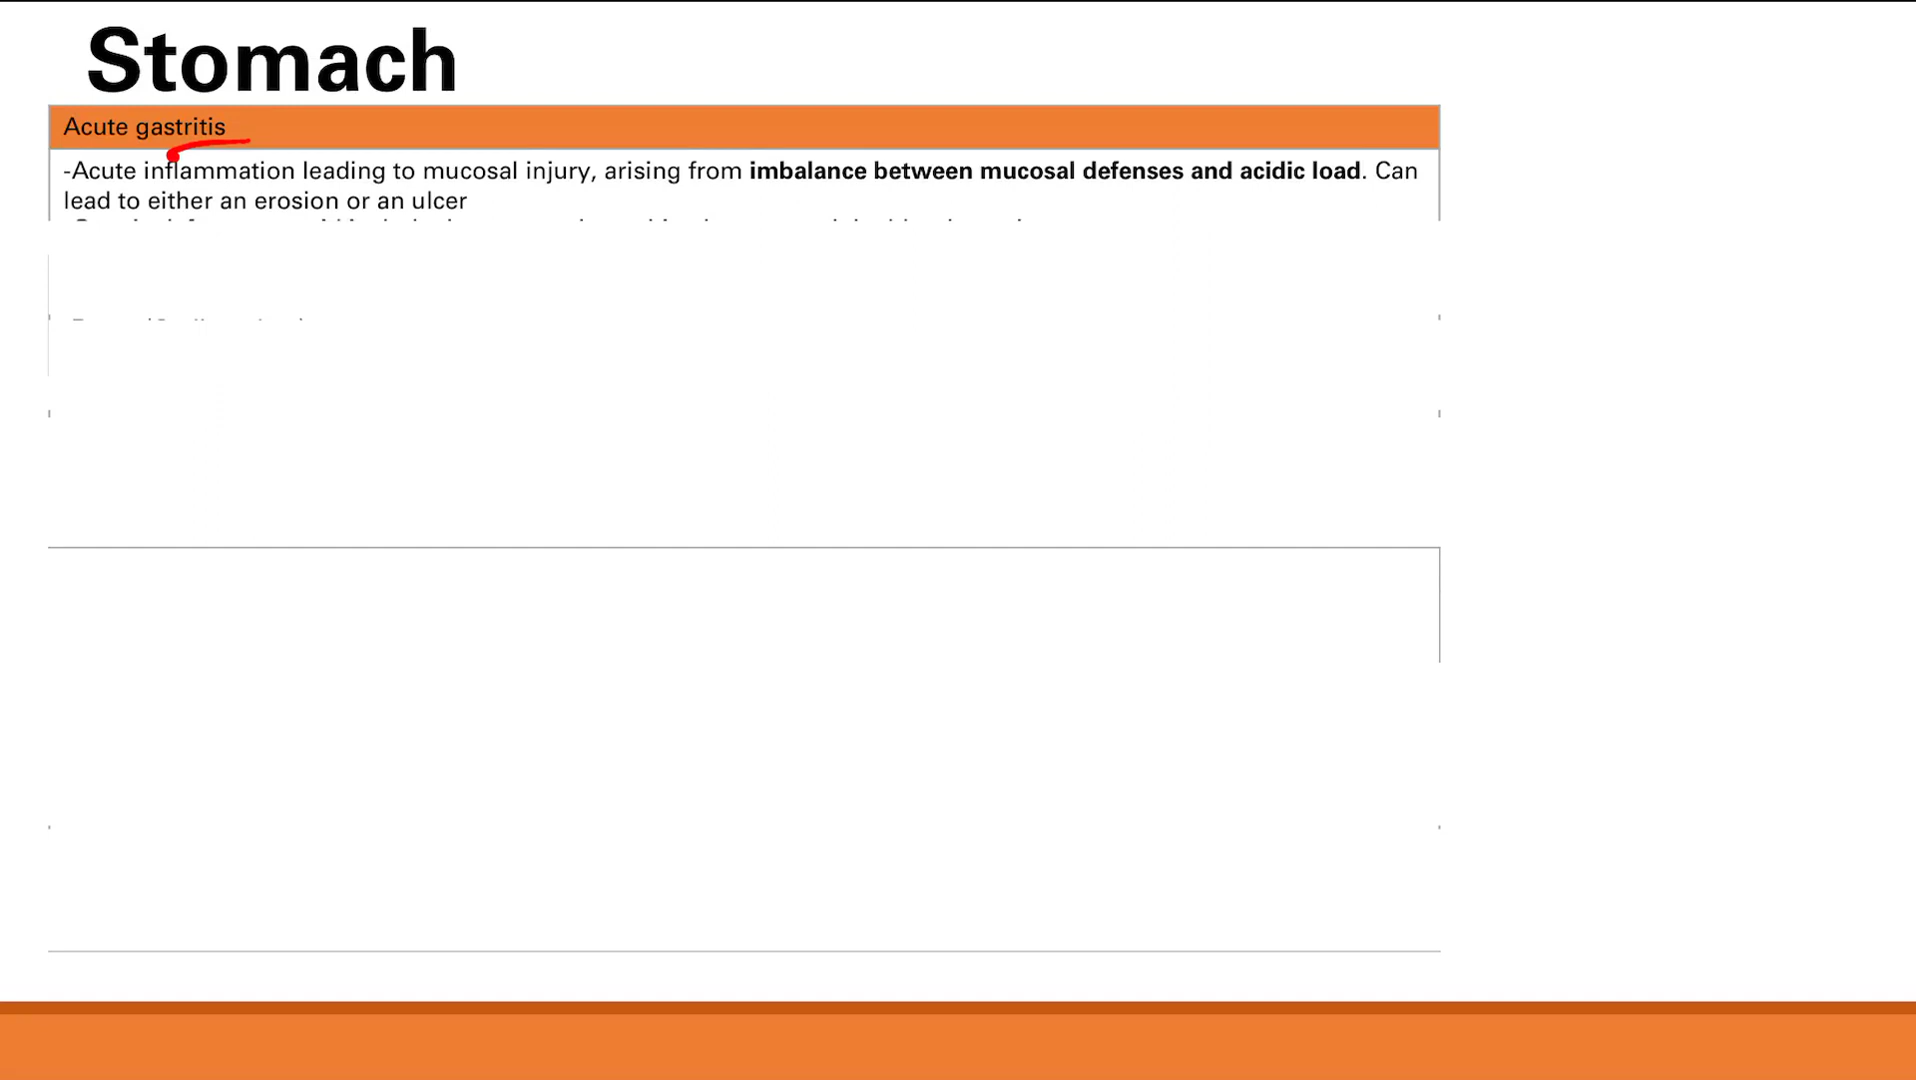 Stomach
Acute gastritis
-Acute inflammation leading to mucosal injury, arising from imbalance between mucosal defenses and acidic load. Can
lead to either an erosion or an ulcer